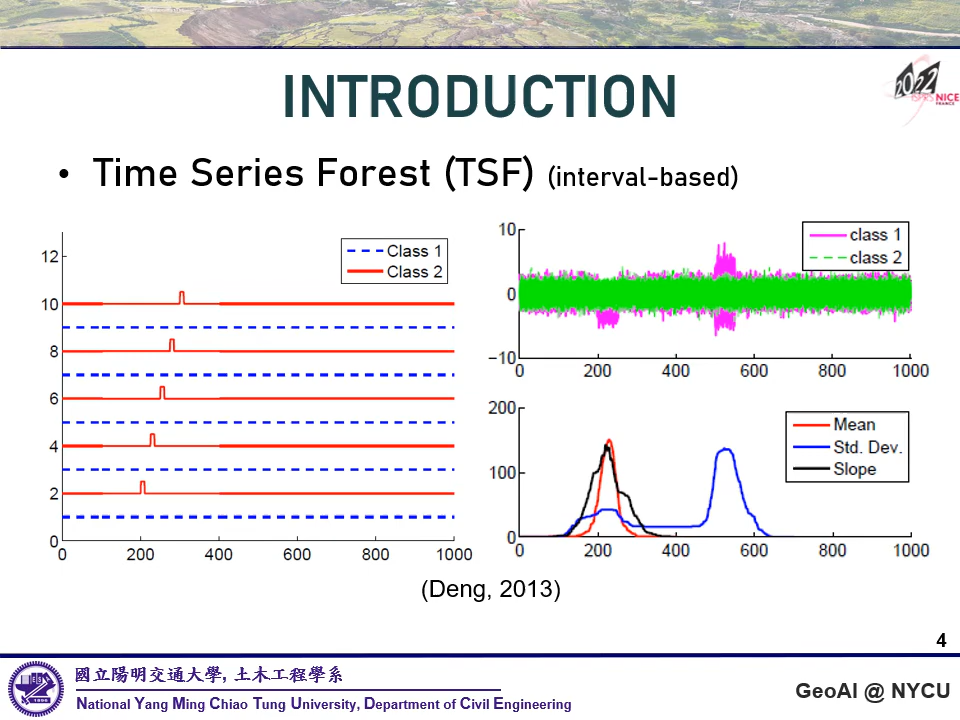 INTRODUCTION
2022
ISPRS NICE
FRANCE
• Time Series Forest (TSF) (interval-based)
12
10
8
6
4
2
0
0 200 400 600 800 1000
Class 1
Class 2
10
0
−10
0 200 400 600 800 1000
class 1
class 2
200
100
0
0 200 400 600 800 1000
Mean
Std. Dev.
Slope
(Deng, 2013)
4
國立陽明交通大學, 土木工程學系
National Yang Ming Chiao Tung University, Department of Civil Engineering
GeoAI @ NYCU